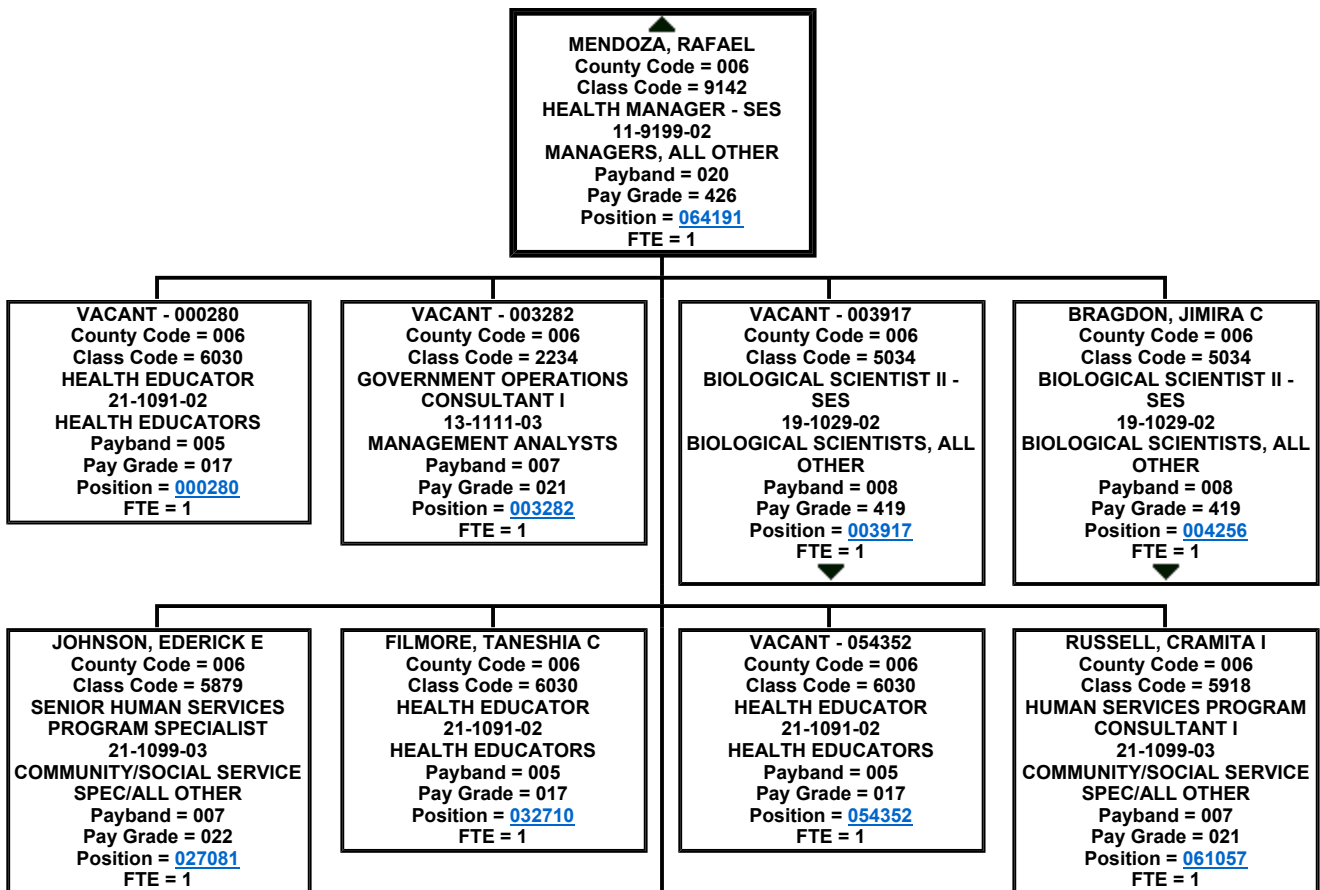 MENDOZA, RAFAEL
County Code = 006
Class Code = 9142
HEALTH MANAGER - SES
11-9199-02
MANAGERS, ALL OTHER
Payband = 020
Pay Grade = 426
Position = 064191
FTE = 1
VACANT - 000280
County Code = 006
Class Code = 6030
HEALTH EDUCATOR
21-1091-02
HEALTH EDUCATORS
Payband = 005
Pay Grade = 017
Position = 000280
FTE = 1
VACANT - 003282
County Code = 006
Class Code = 2234
GOVERNMENT OPERATIONS
CONSULTANT I
13-1111-03
MANAGEMENT ANALYSTS
Payband = 007
Pay Grade = 021
Position = 003282
FTE = 1
VACANT - 003917
County Code = 006
Class Code = 5034
BIOLOGICAL SCIENTIST II -
SES
19-1029-02
BIOLOGICAL SCIENTISTS, ALL
OTHER
Payband = 008
Pay Grade = 419
Position = 003917
FTE = 1
BRAGDON, JIMIRA C
County Code = 006
Class Code = 5034
BIOLOGICAL SCIENTIST II -
SES
19-1029-02
BIOLOGICAL SCIENTISTS, ALL
OTHER
Payband = 008
Pay Grade = 419
Position = 004256
FTE = 1
JOHNSON, EDERICK E
County Code = 006
Class Code = 5879
SENIOR HUMAN SERVICES
PROGRAM SPECIALIST
21-1099-03
COMMUNITY/SOCIAL SERVICE
SPEC/ALL OTHER
Payband = 007
Pay Grade = 022
Position = 027081
FTE = 1
FILMORE, TANESHIA C
County Code = 006
Class Code = 6030
HEALTH EDUCATOR
21-1091-02
HEALTH EDUCATORS
Payband = 005
Pay Grade = 017
Position = 032710
FTE = 1
VACANT - 054352
County Code = 006
Class Code = 6030
HEALTH EDUCATOR
21-1091-02
HEALTH EDUCATORS
Payband = 005
Pay Grade = 017
Position = 054352
FTE = 1
RUSSELL, CRAMITA I
County Code = 006
Class Code = 5918
HUMAN SERVICES PROGRAM
CONSULTANT I
21-1099-03
COMMUNITY/SOCIAL SERVICE
SPEC/ALL OTHER
Payband = 007
Pay Grade = 021
Position = 061057
FTE = 1